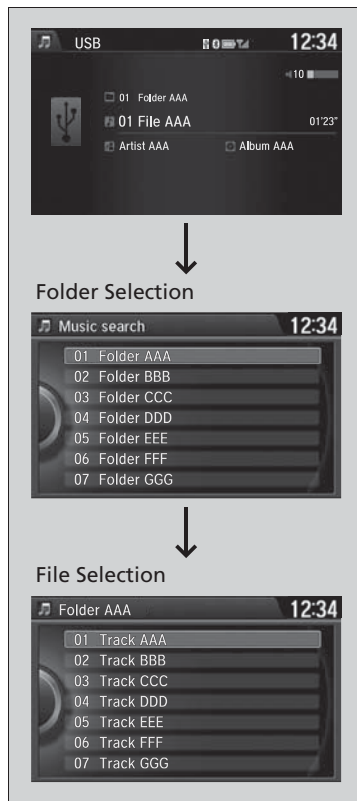 USB 12:34
10
01 Folder AAA
01 File AAA 01'23"
Artist AAA Album AAA
Folder Selection
Music search 12:34
01 Folder AAA
02 Folder BBB
03 Folder CCC
04 Folder DDD
05 Folder EEE
06 Folder FFF
07 Folder GGG
File Selection
Folder AAA 12:34
01 Track AAA
02 Track BBB
03 Track CCC
04 Track DDD
05 Track EEE
06 Track FFF
07 Track GGG